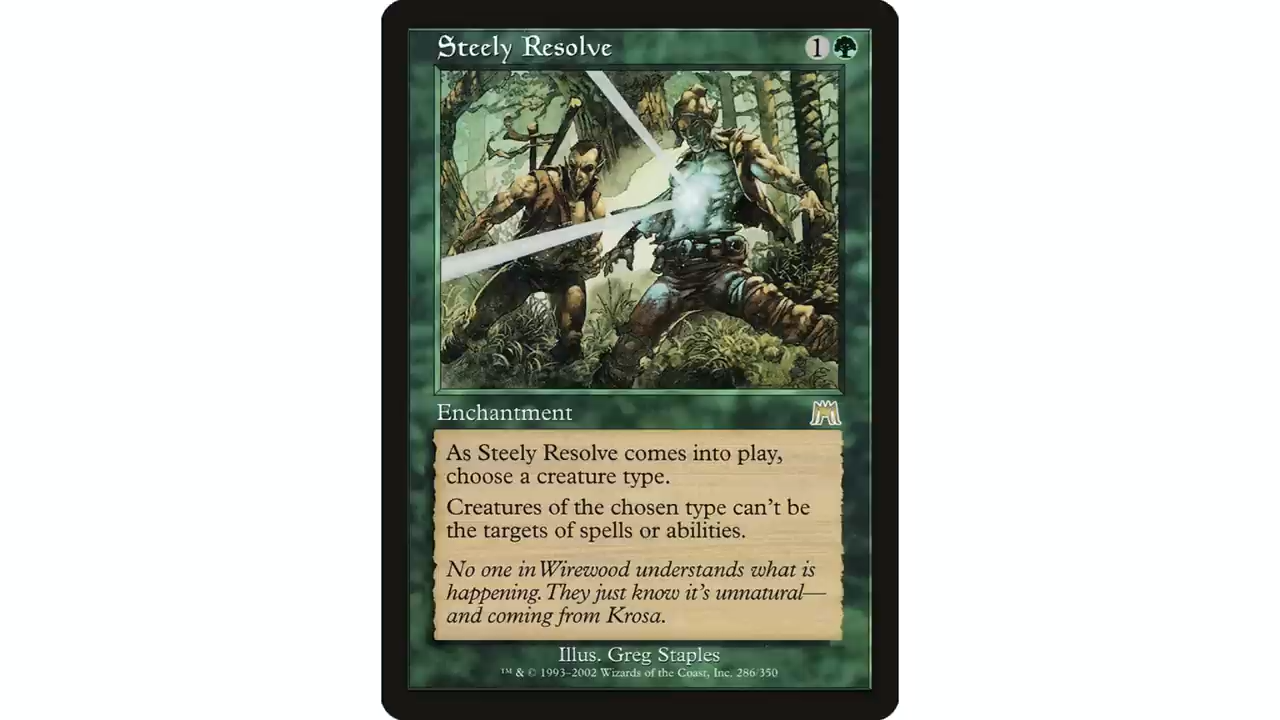 Steely Resolve 1
Enchantment
As Steely Resolve comes into play,
choose a creature type.
Creatures of the chosen type can't be
the targets of spells or abilities.
No one in Wirewood understands what is
happening. They just know it's unnatural—
and coming from Krosa.
Illus. Greg Staples
™ & © 1993–2002 Wizards of the Coast, Inc. 286/350